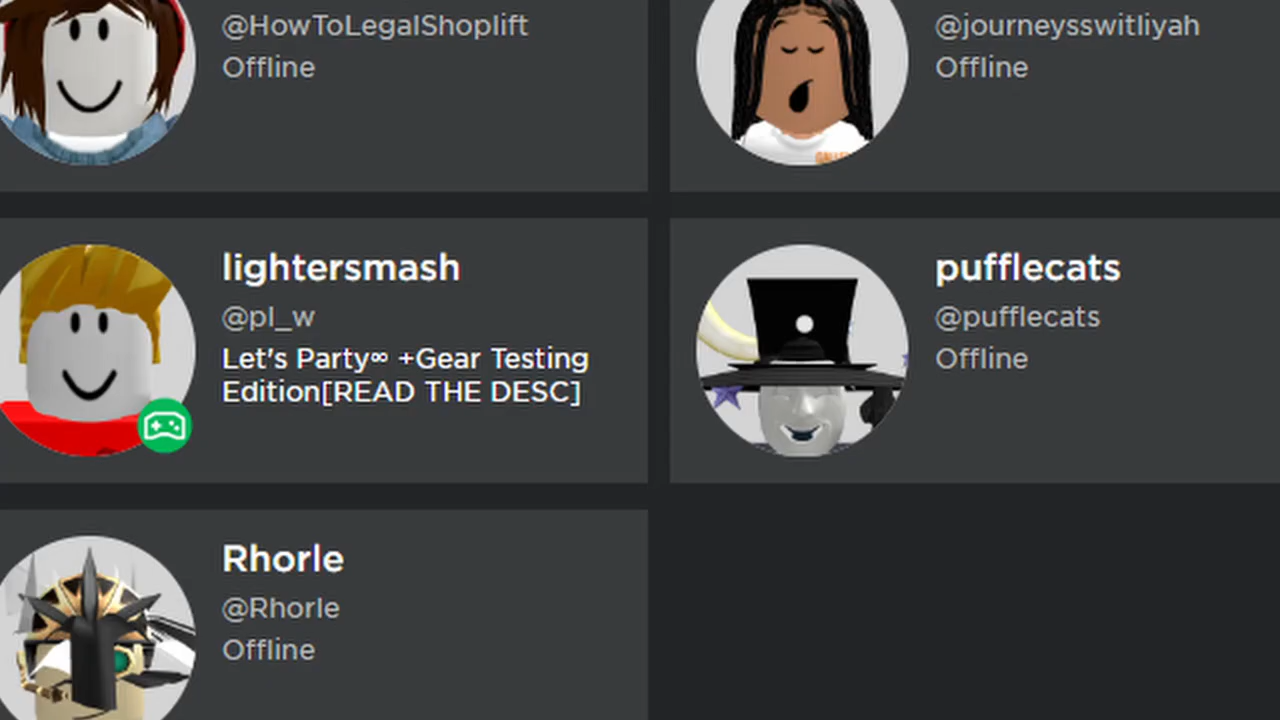 @HowToLegalShoplift
Offline
@journeysswitliyah
Offline
lightersmash
@pl_w
Let's Party∞ +Gear Testing
Edition[READ THE DESC]
pufflecats
@pufflecats
Offline
Rhorle
@Rhorle
Offline